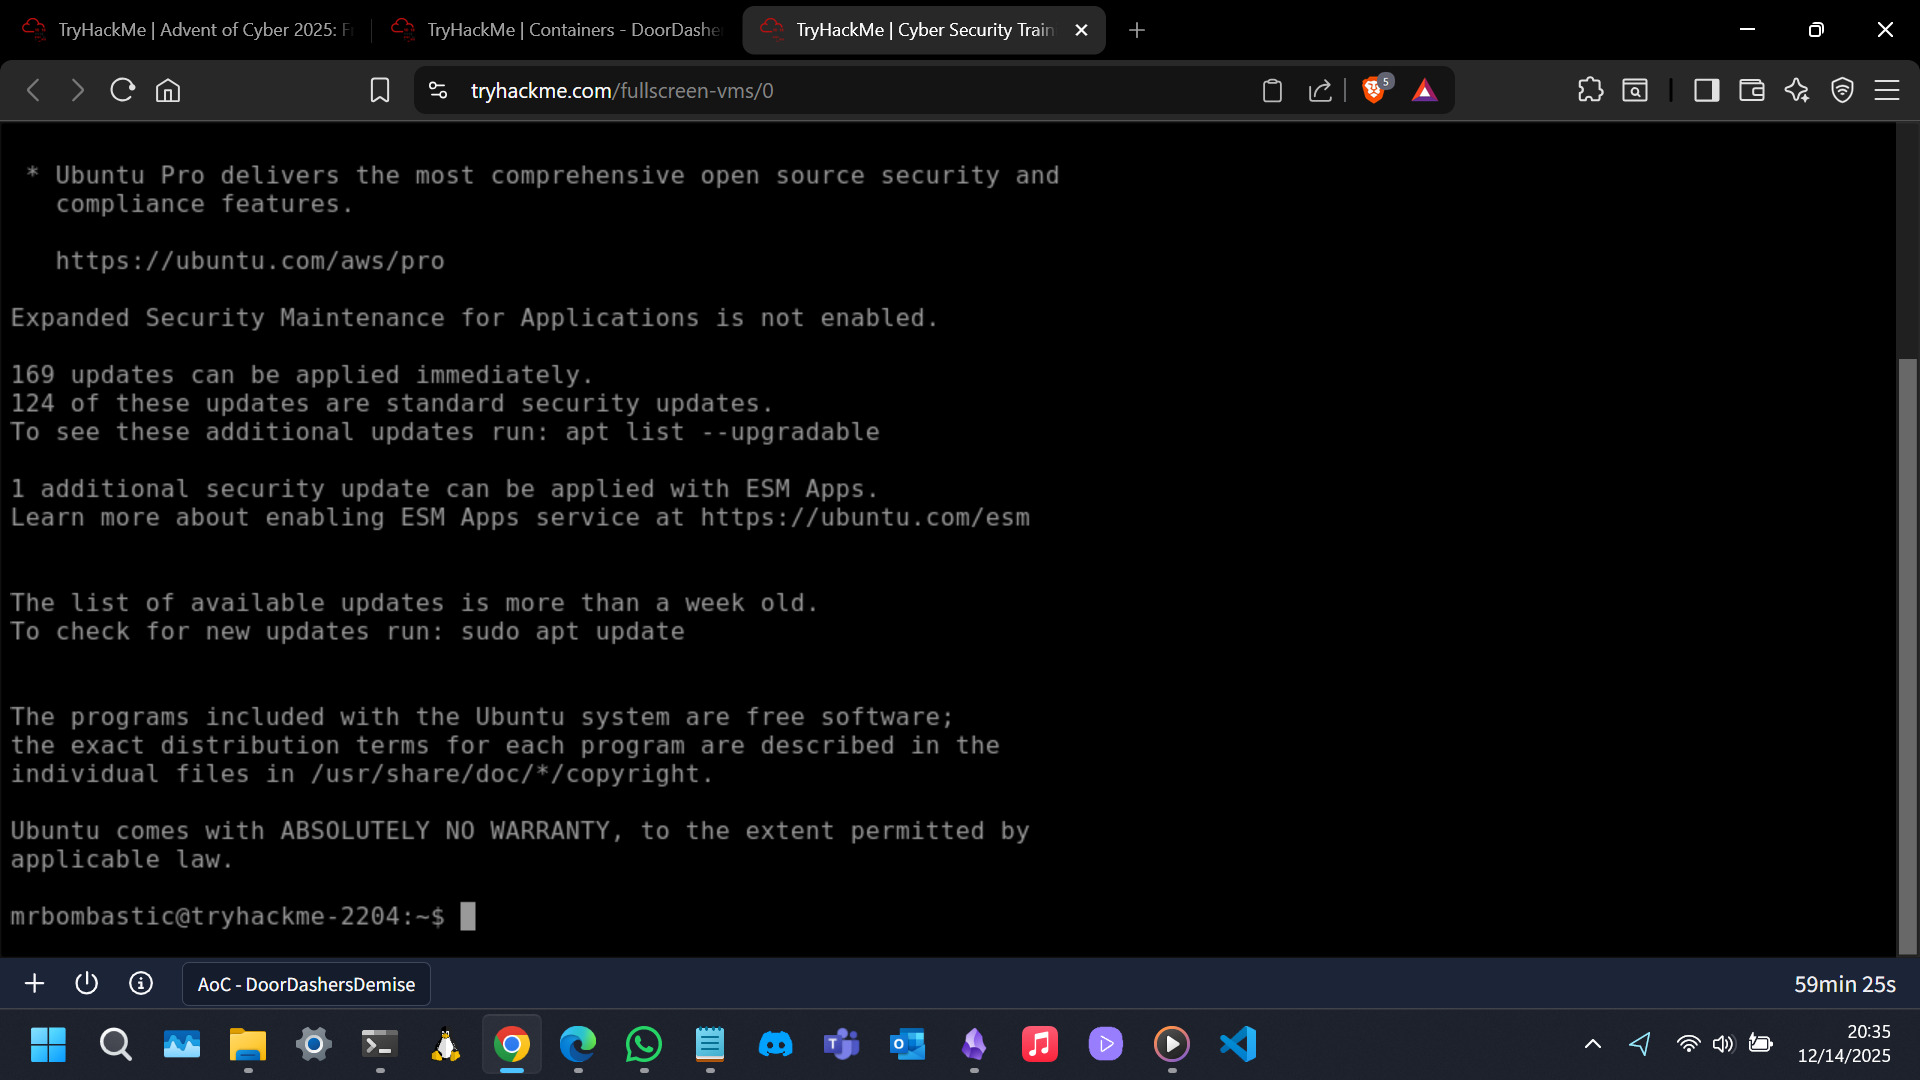 TryHackMe | Advent of Cyber 2025: F
TryHackMe | Containers - DoorDashe
TryHackMe | Cyber Security Train
tryhackme.com/fullscreen-vms/0
5
* Ubuntu Pro delivers the most comprehensive open source security and
compliance features.
https://ubuntu.com/aws/pro
Expanded Security Maintenance for Applications is not enabled.
169 updates can be applied immediately.
124 of these updates are standard security updates.
To see these additional updates run: apt list --upgradable
1 additional security update can be applied with ESM Apps.
Learn more about enabling ESM Apps service at https://ubuntu.com/esm
The list of available updates is more than a week old.
To check for new updates run: sudo apt update
The programs included with the Ubuntu system are free software;
the exact distribution terms for each program are described in the
individual files in /usr/share/doc/*/copyright.
Ubuntu comes with ABSOLUTELY NO WARRANTY, to the extent permitted by
applicable law.
mrbombastic@tryhackme-2204:~$
AoC - DoorDashersDemise
59min 25s
20:35
12/14/2025